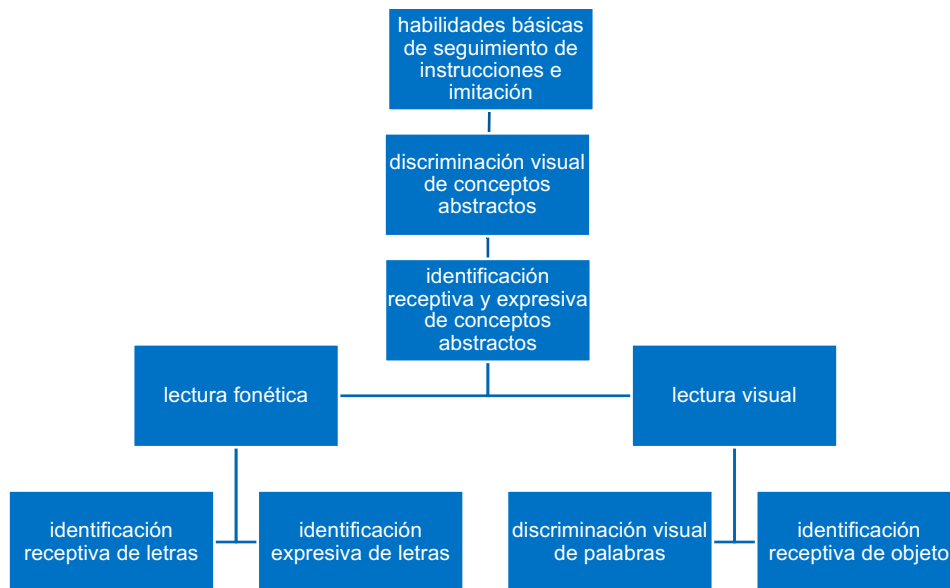 habilidades básicas
de seguimiento de
instrucciones e
imitación
discriminación visual
de conceptos
abstractos
identificación
receptiva y expresiva
de conceptos
abstractos
lectura fonética
lectura visual
identificación
receptiva de letras
identificación
expresiva de letras
discriminación visual
de palabras
identificación
receptiva de objeto